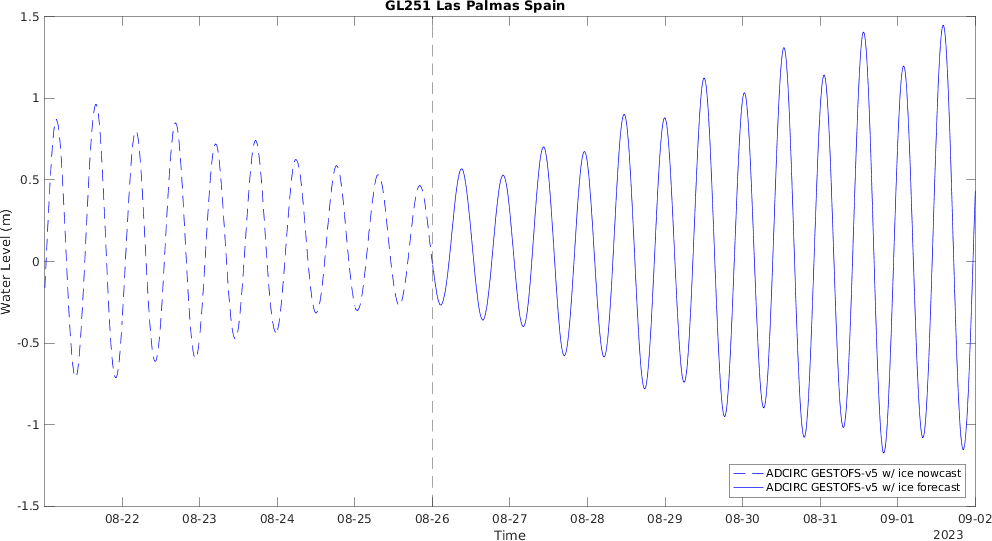 GL251 Las Palmas Spain
Water Level (m)
1.5
1
0.5
0
-0.5
-1
-1.5
ADCIRC GESTOFS-v5 w/ ice nowcast
ADCIRC GESTOFS-v5 w/ ice forecast
08-22 08-23 08-24 08-25 08-26 08-27 08-28 08-29 08-30 08-31 09-01 09-02
Time
2023